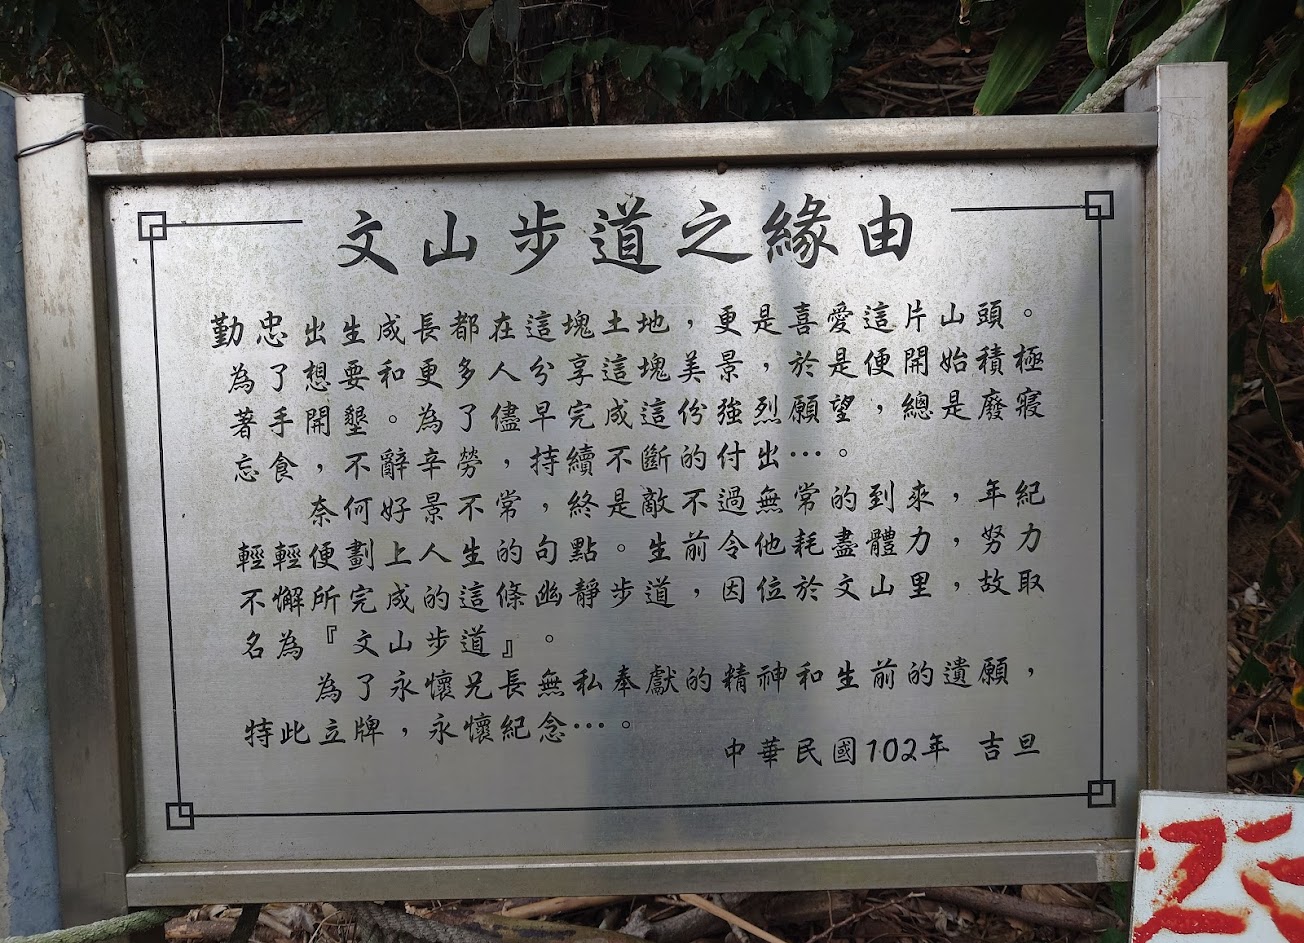 文山步道之緣由
勤忠出生成長都在這塊土地，更是喜愛這片山頭。
為了想要和更多人分享這塊美景，於是便開始積極
著手開墾。為了儘早完成這份強烈願望，總是廢寢
忘食，不辭辛勞，持續不斷的付出…。
奈何好景不常，終是敵不過無常的到來，年紀
輕輕便劃上人生的句點。生前令他耗盡體力，努力
不懈所完成的這條幽靜步道，因位於文山里，故取
名為『文山步道』。
為了永懷兄長無私奉獻的精神和生前的遺願，
特此立牌，永懷紀念…。
中華民國102年 吉旦